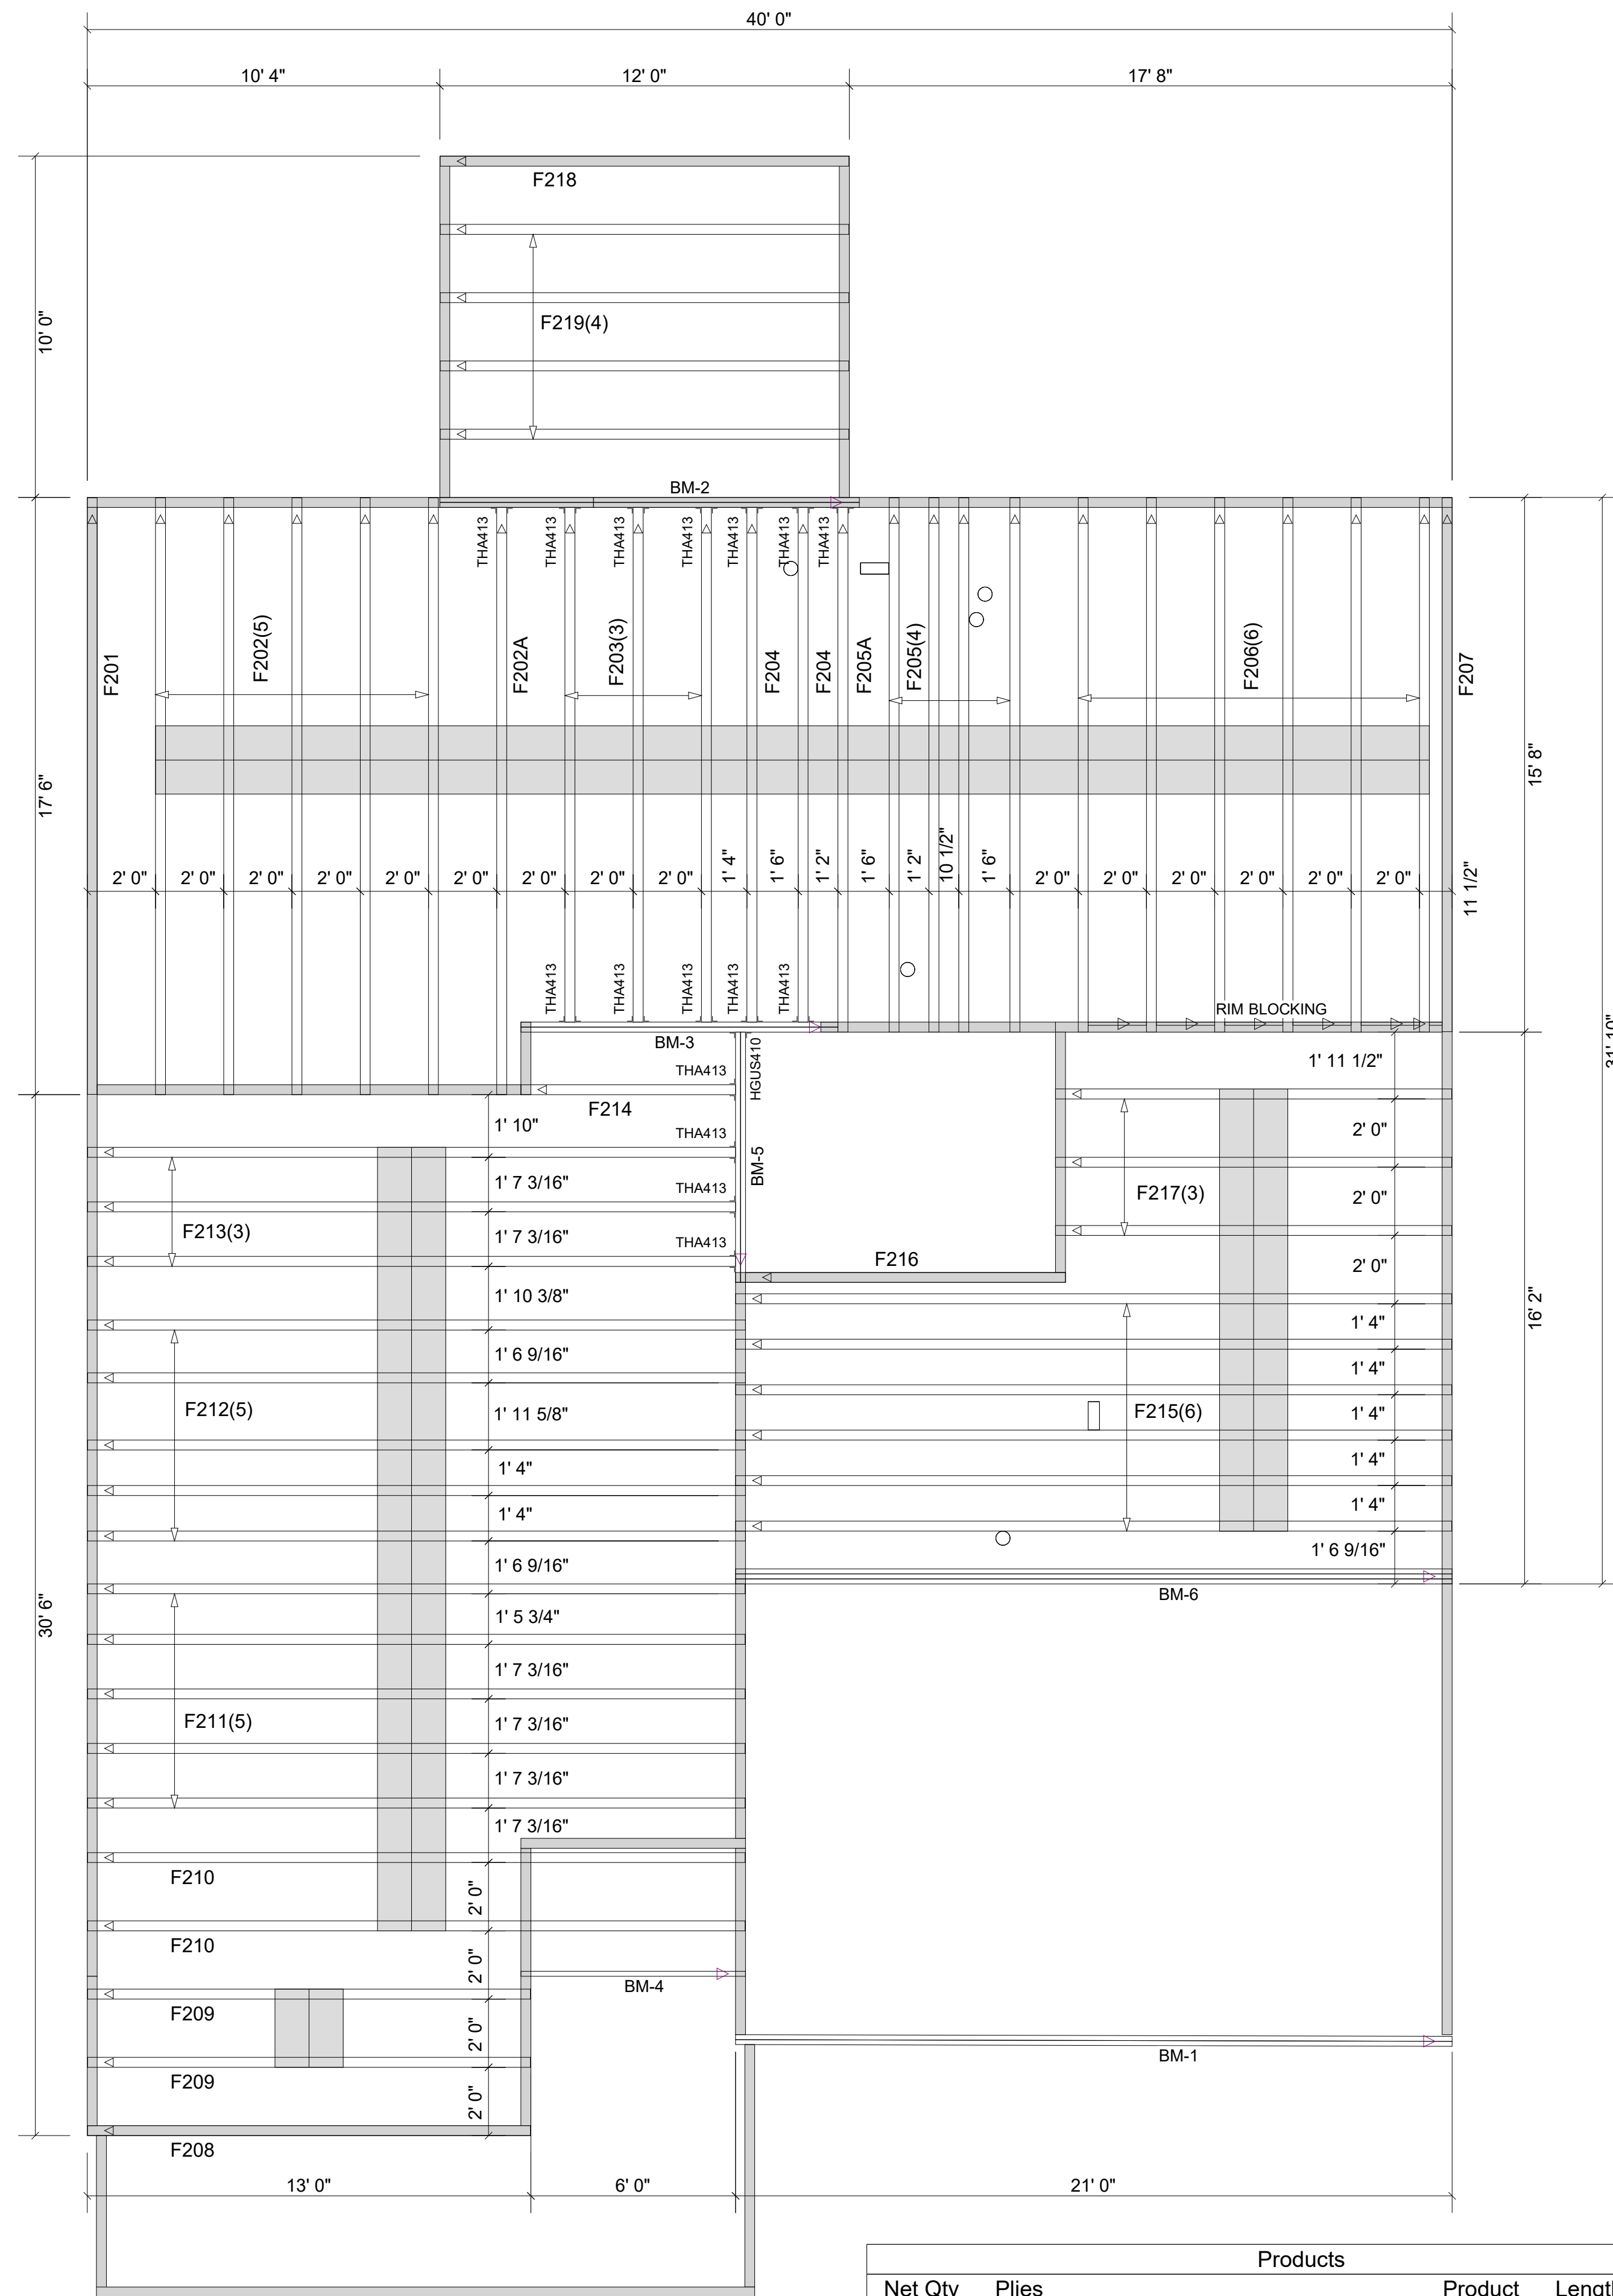 40' 0"
10' 4"
12' 0"
17' 8"
F218
10' 0"
F219(4)
BM-2
THA413
THA413
THA413
THA413
THA413
THA413
THA413
F201
F202(5)
F202A
F203(3)
F204
F204
F205A
F205(4)
F206(6)
F207
17' 6"
15' 8"
2' 0"
2' 0"
2' 0"
2' 0"
2' 0"
2' 0"
2' 0"
2' 0"
2' 0"
1' 4"
1' 6"
1' 2"
1' 6"
1' 2"
10 1/2"
1' 6"
2' 0"
2' 0"
2' 0"
2' 0"
2' 0"
2' 0"
11 1/2"
THA413
THA413
THA413
THA413
THA413
RIM BLOCKING
BM-3
31' 10"
HGUS410
THA413
1' 11 1/2"
F214
1' 10"
THA413
2' 0"
BM-5
1' 7 3/16"
THA413
F217(3)
2' 0"
F213(3)
1' 7 3/16"
THA413
F216
2' 0"
1' 10 3/8"
16' 2"
1' 4"
1' 6 9/16"
1' 4"
F212(5)
1' 11 5/8"
F215(6)
1' 4"
1' 4"
1' 4"
1' 4"
1' 4"
1' 6 9/16"
1' 6 9/16"
BM-6
30' 6"
1' 5 3/4"
1' 7 3/16"
F211(5)
1' 7 3/16"
1' 7 3/16"
1' 7 3/16"
F210
2' 0"
F210
2' 0"
BM-4
F209
2' 0"
BM-1
F209
2' 0"
F208
13' 0"
6' 0"
21' 0"
Products
Net Qty Plies Product